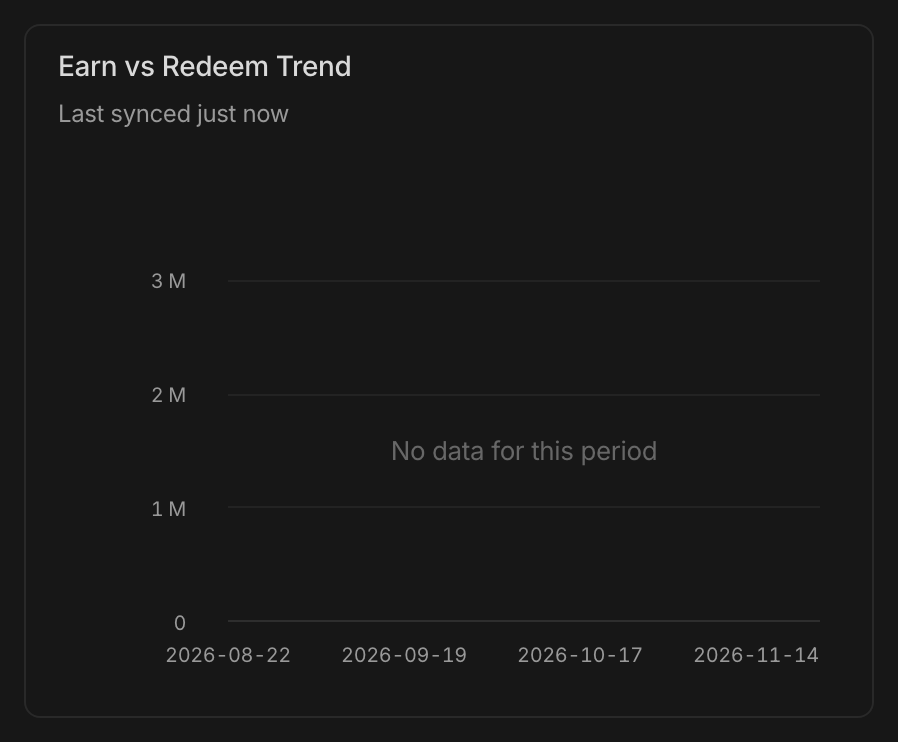 Earn vs Redeem Trend
Last synced just now
3 M
2 M
No data for this period
1 M
0
2026-08-22 2026-09-19 2026-10-17 2026-11-14